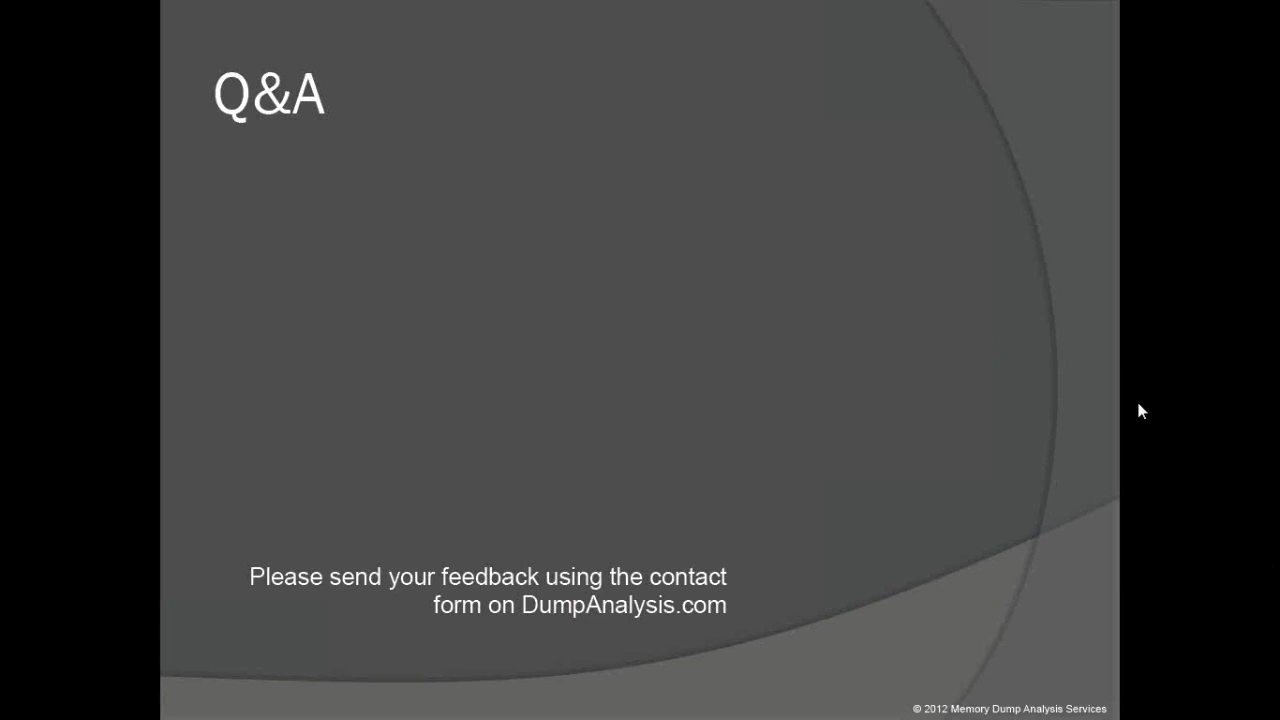 Q&A
Please send your feedback using the contact
form on DumpAnalysis.com
© 2012 Memory Dump Analysis Services